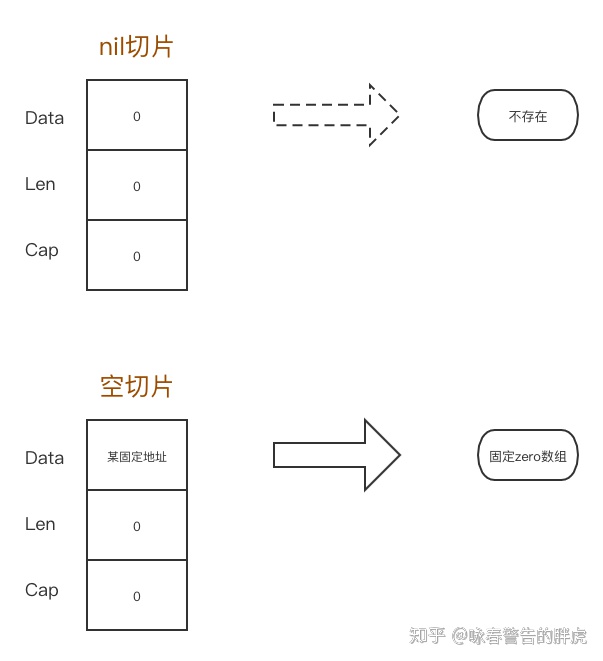 nil切片
Data
0
不存在
Len
0
Cap
0
空切片
Data
某固定地址
固定zero数组
Len
0
Cap
0
知乎 @咏春警告的胖虎